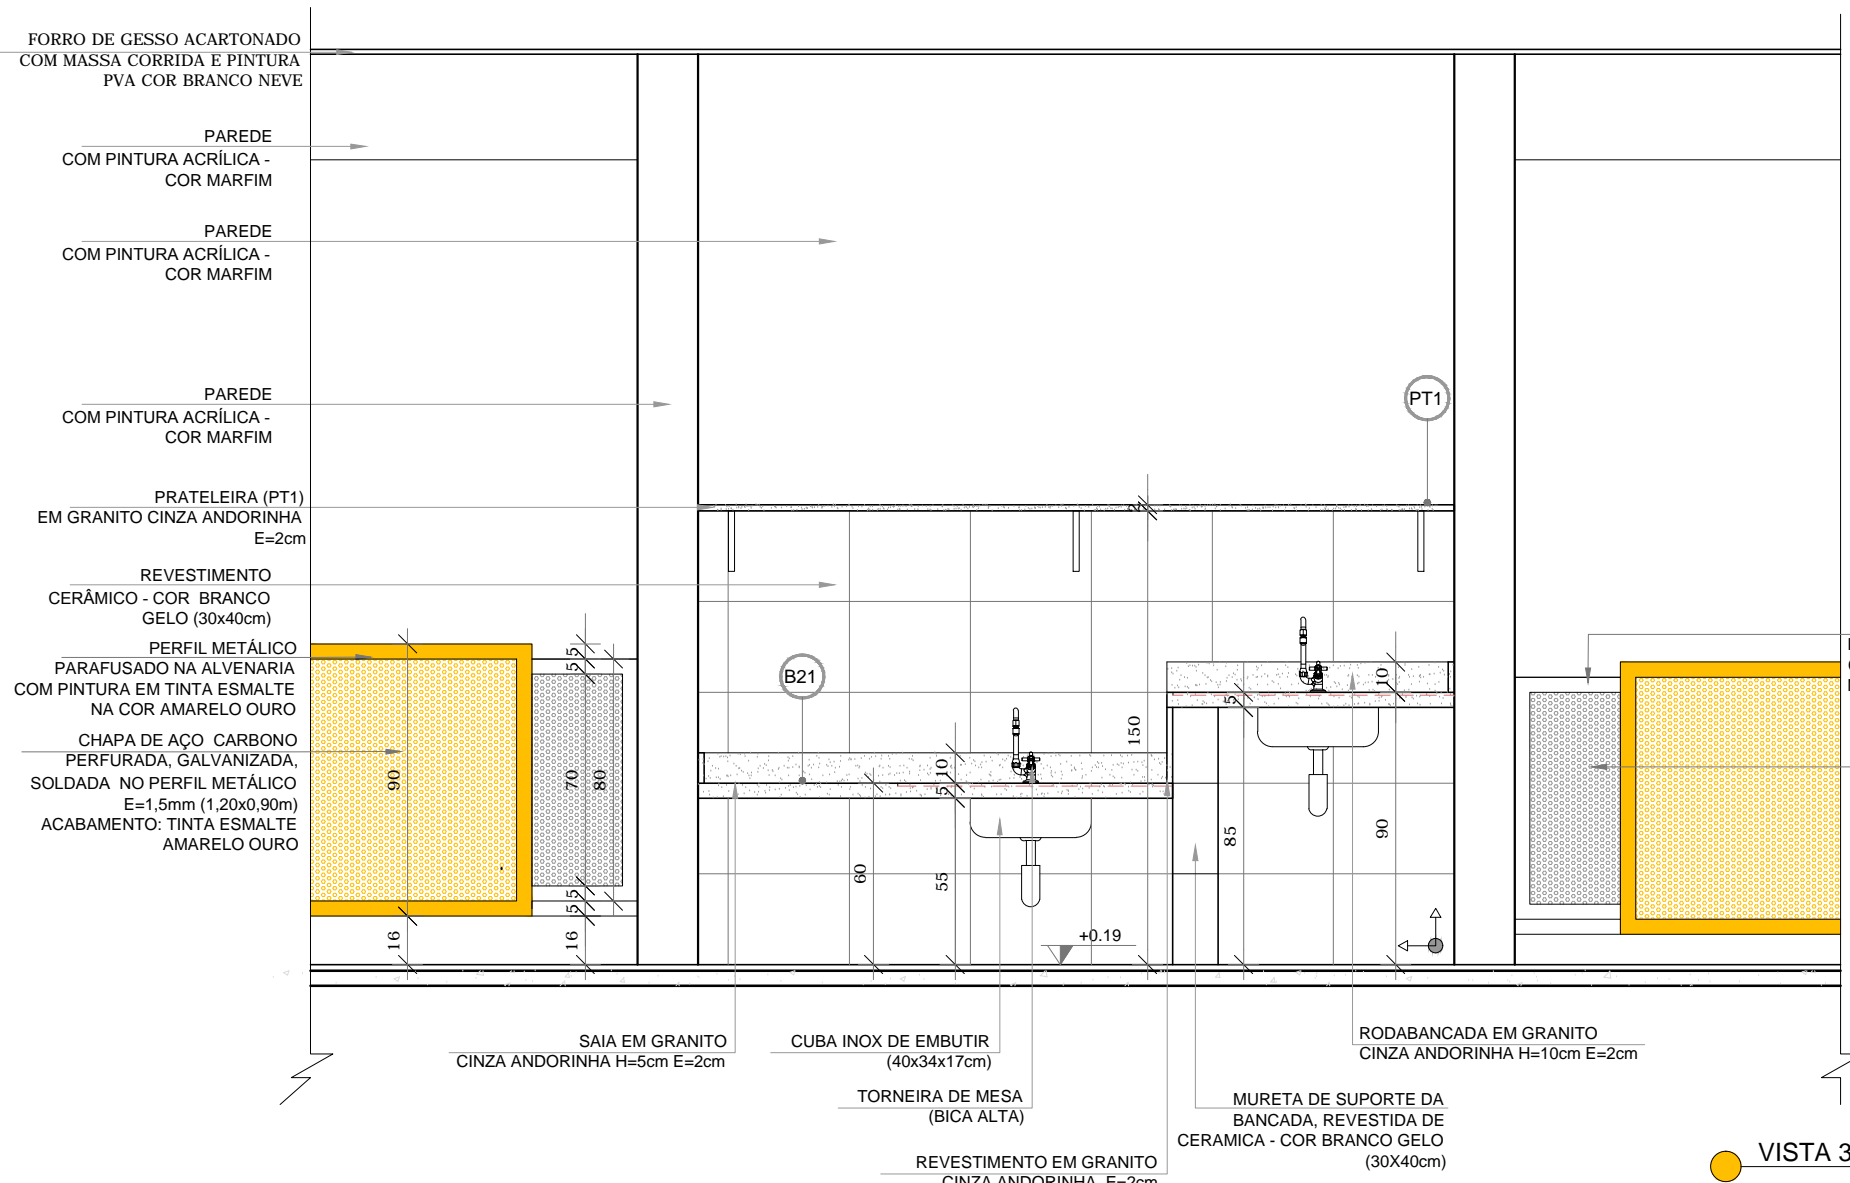 FORRO DE GESSO ACARTONADO
COM MASSA CORRIDA E PINTURA
PVA COR BRANCO NEVE
PAREDE
COM PINTURA ACRÍLICA -
COR MARFIM
PAREDE
COM PINTURA ACRÍLICA -
COR MARFIM
PAREDE
COM PINTURA ACRÍLICA -
COR MARFIM
PRATELEIRA (PT1)
EM GRANITO CINZA ANDORINHA
E=2cm
REVESTIMENTO
CERÂMICO - COR BRANCO
GELO (30x40cm)
PERFIL METÁLICO
PARAFUSADO NA ALVENARIA
COM PINTURA EM TINTA ESMALTE
NA COR AMARELO OURO
CHAPA DE AÇO CARBONO
PERFURADA, GALVANIZADA,
SOLDADA NO PERFIL METÁLICO
E=1,5mm (1,20x0,90m)
ACABAMENTO: TINTA ESMALTE
AMARELO OURO
90
16
5
5
70
80
5
5
16
PT1
2
B21
150
10
5
60
55
10
5
85
90
+0.19
SAIA EM GRANITO
CINZA ANDORINHA H=5cm E=2cm
CUBA INOX DE EMBUTIR
(40x34x17cm)
TORNEIRA DE MESA
(BICA ALTA)
REVESTIMENTO EM GRANITO
CINZA ANDORINHA E=2cm
RODABANCADA EM GRANITO
CINZA ANDORINHA H=10cm E=2cm
MURETA DE SUPORTE DA
BANCADA, REVESTIDA DE
CERAMICA - COR BRANCO GELO
(30X40cm)
VISTA 3